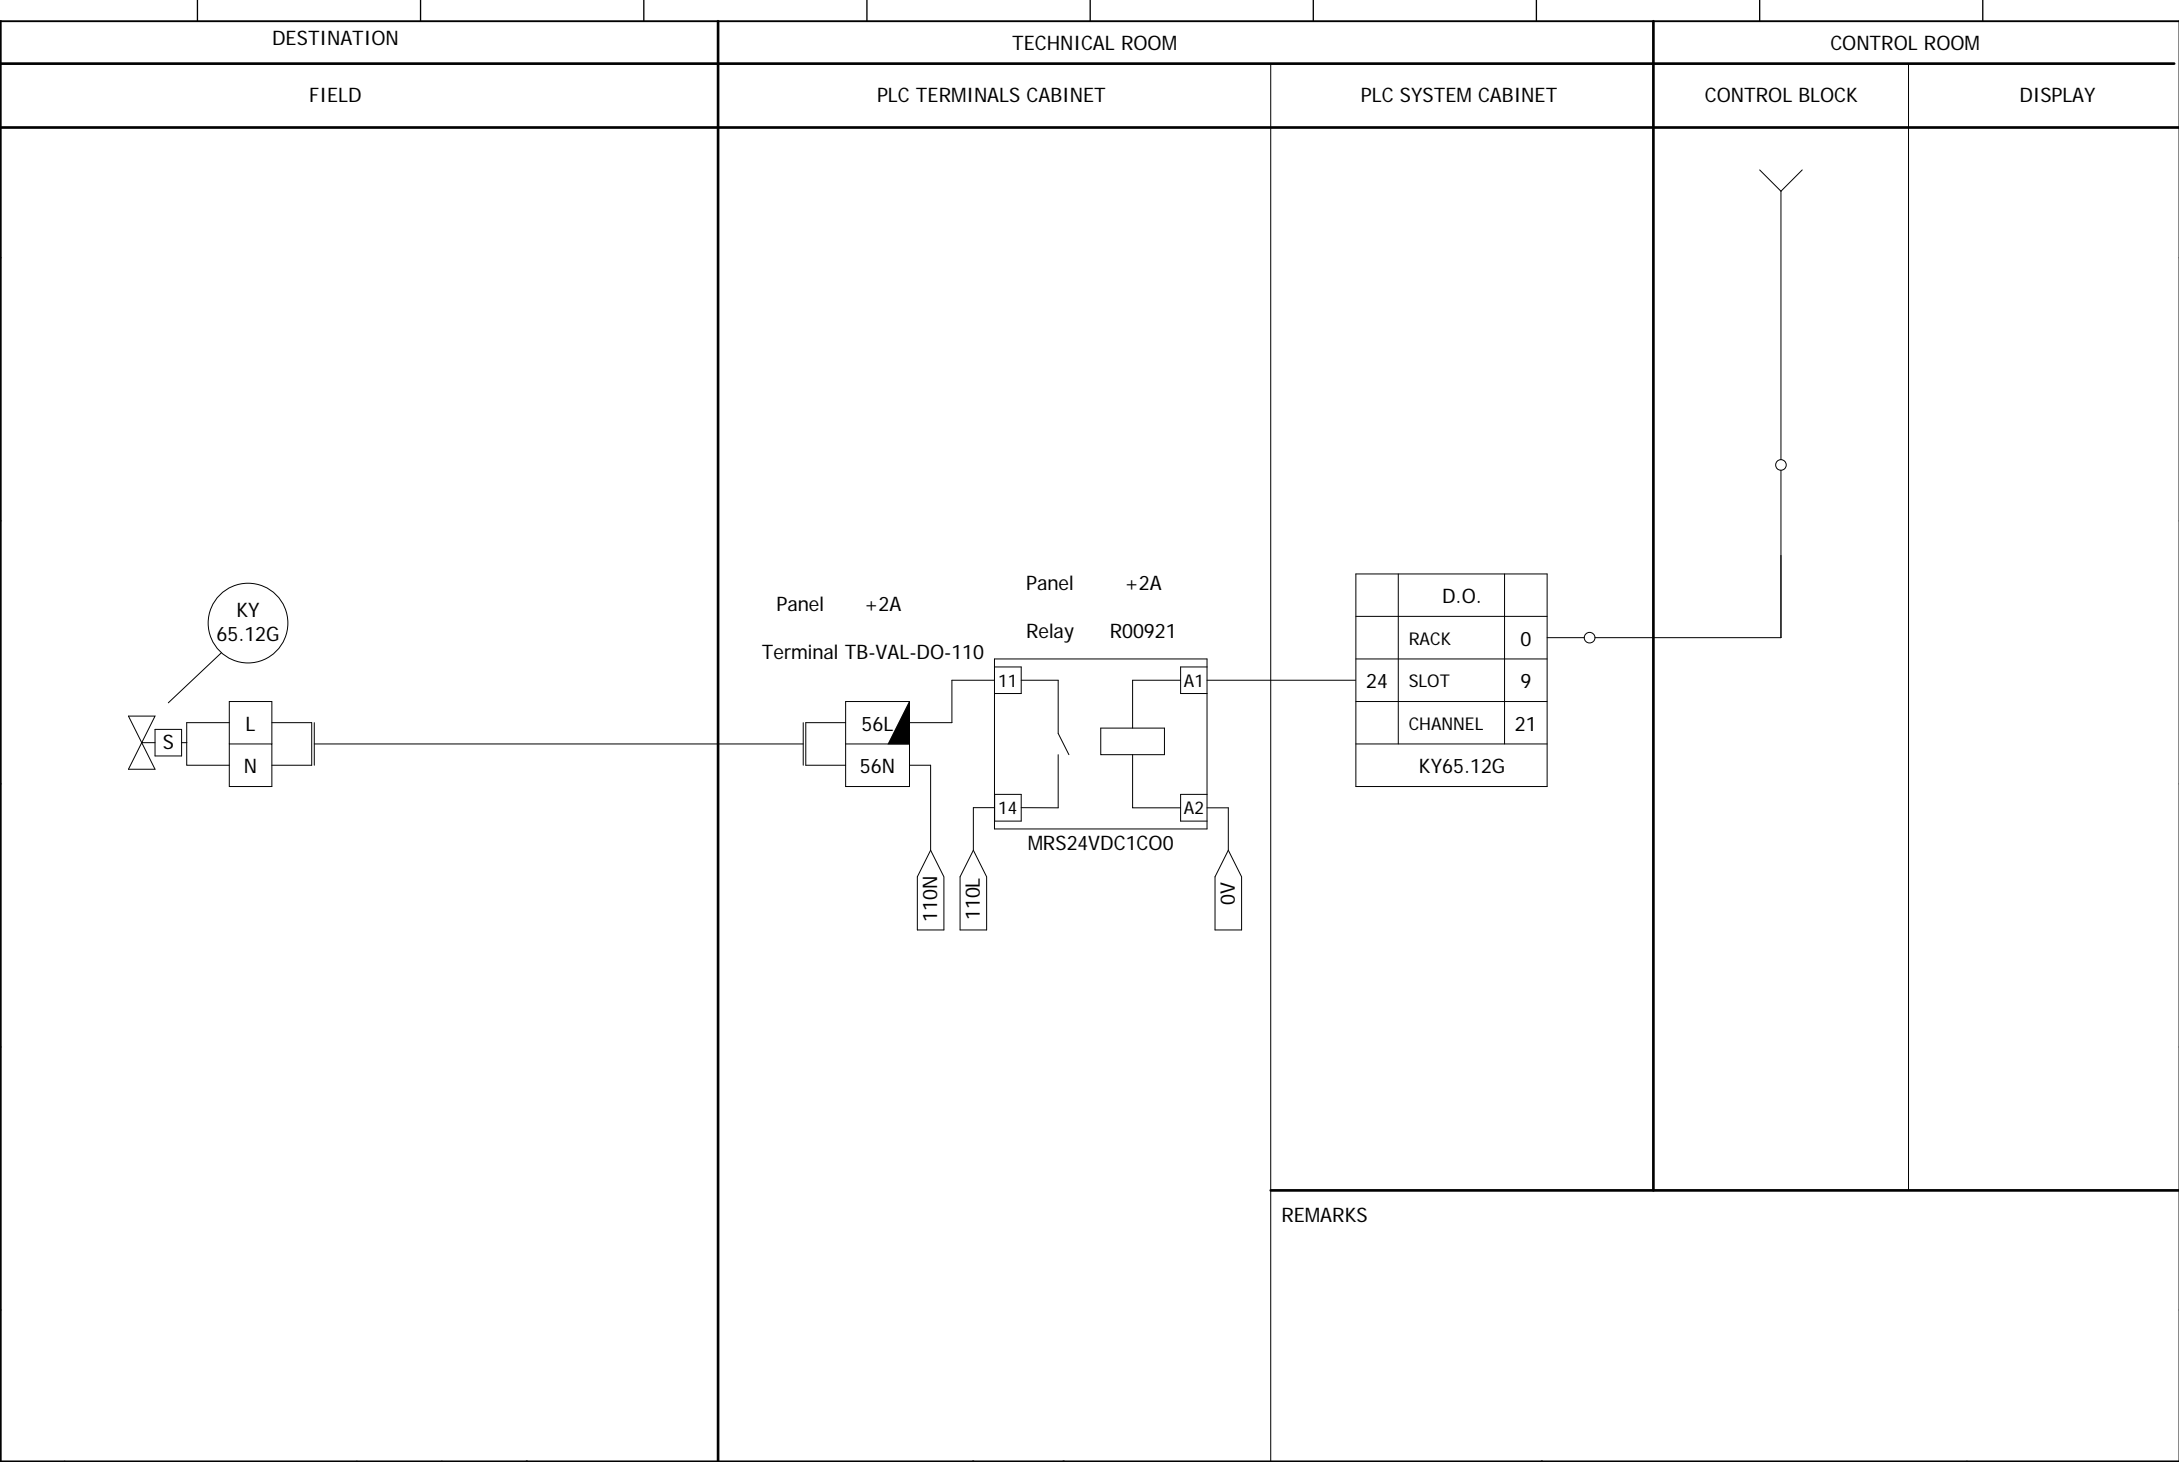 DESTINATION
TECHNICAL ROOM
CONTROL ROOM
FIELD
PLC TERMINALS CABINET
PLC SYSTEM CABINET
CONTROL BLOCK
DISPLAY
KY
65.12G
S
L
N
Panel +2A
Terminal TB-VAL-DO-110
56L
56N
Panel +2A
Relay R00921
11
A1
14
A2
MRS24VDC1CO0
110N
110L
0V
D.O.
RACK 0
24 SLOT 9
CHANNEL 21
KY65.12G
REMARKS